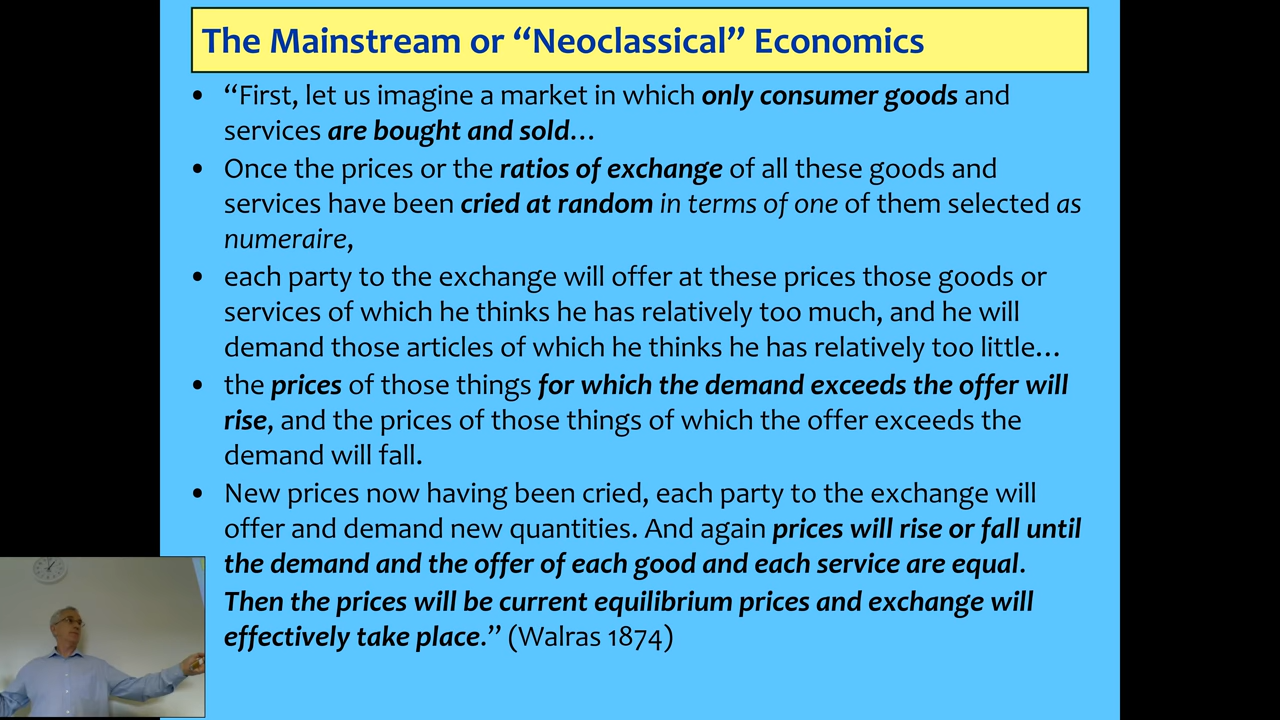 The Mainstream or “Neoclassical” Economics
• “First, let us imagine a market in which only consumer goods and
services are bought and sold…
• Once the prices or the ratios of exchange of all these goods and
services have been cried at random in terms of one of them selected as
numeraire,
• each party to the exchange will offer at these prices those goods or
services of which he thinks he has relatively too much, and he will
demand those articles of which he thinks he has relatively too little…
• the prices of those things for which the demand exceeds the offer will
rise, and the prices of those things of which the offer exceeds the
demand will fall.
• New prices now having been cried, each party to the exchange will
offer and demand new quantities. And again prices will rise or fall until
the demand and the offer of each good and each service are equal.
Then the prices will be current equilibrium prices and exchange will
effectively take place.” (Walras 1874)